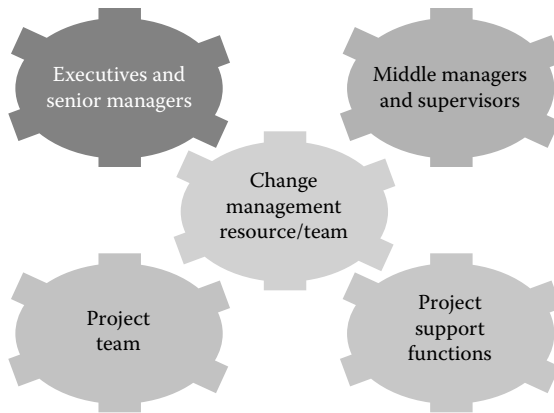 Executives and
senior managers
Middle managers
and supervisors
Change
management
resource/team
Project
team
Project
support
functions